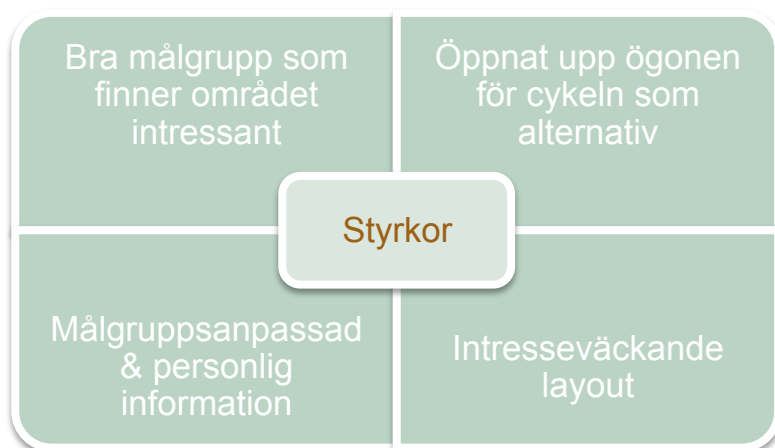 Bra målgrupp som
finner området
intressant
Öppnat upp ögonen
för cykeln som
alternativ
Styrkor
Målgruppsanpassad
& personlig
information
Intresseväckande
layout